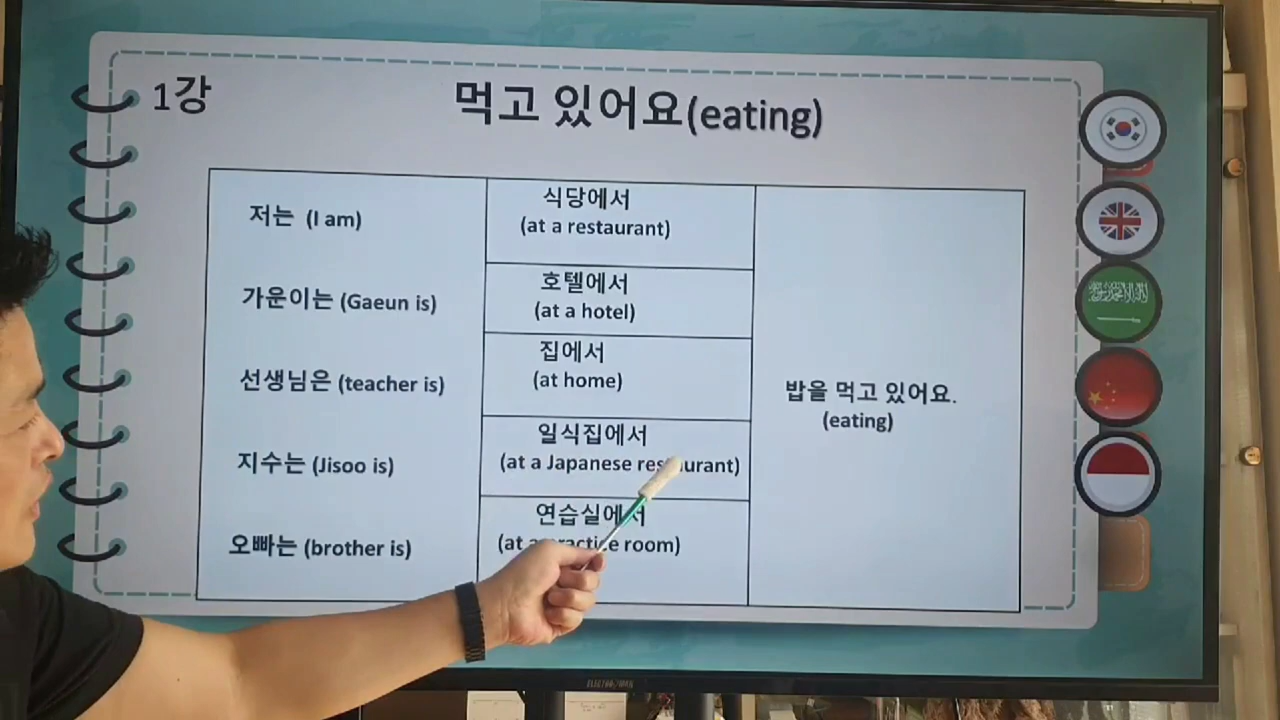 1강
먹고 있어요(eating)
저는 (I am)
가운이는 (Gaeun is)
선생님은 (teacher is)
지수는 (Jisoo is)
오빠는 (brother is)
식당에서
(at a restaurant)
호텔에서
(at a hotel)
집에서
(at home)
일식집에서
(at a Japanese restaurant)
연습실에서
(at a practice room)
밥을 먹고 있어요.
(eating)